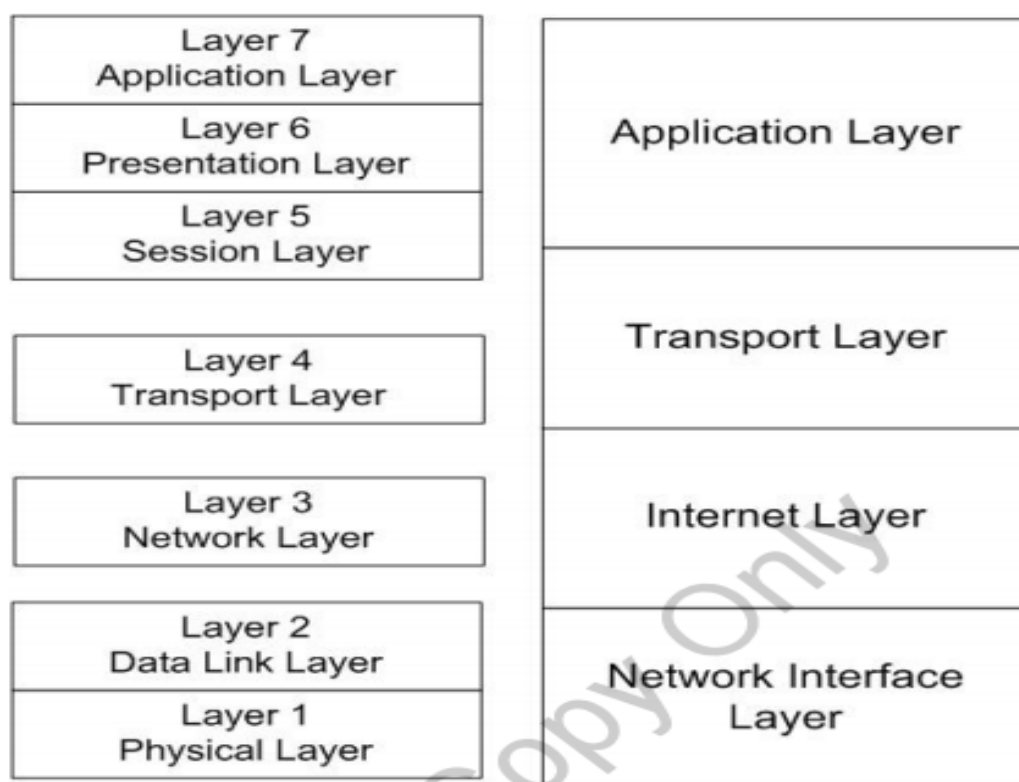 Layer 7
Application Layer
Layer 6
Presentation Layer
Layer 5
Session Layer
Layer 4
Transport Layer
Layer 3
Network Layer
Layer 2
Data Link Layer
Layer 1
Physical Layer
Application Layer
Transport Layer
Internet Layer
Network Interface
Layer
Copy Only